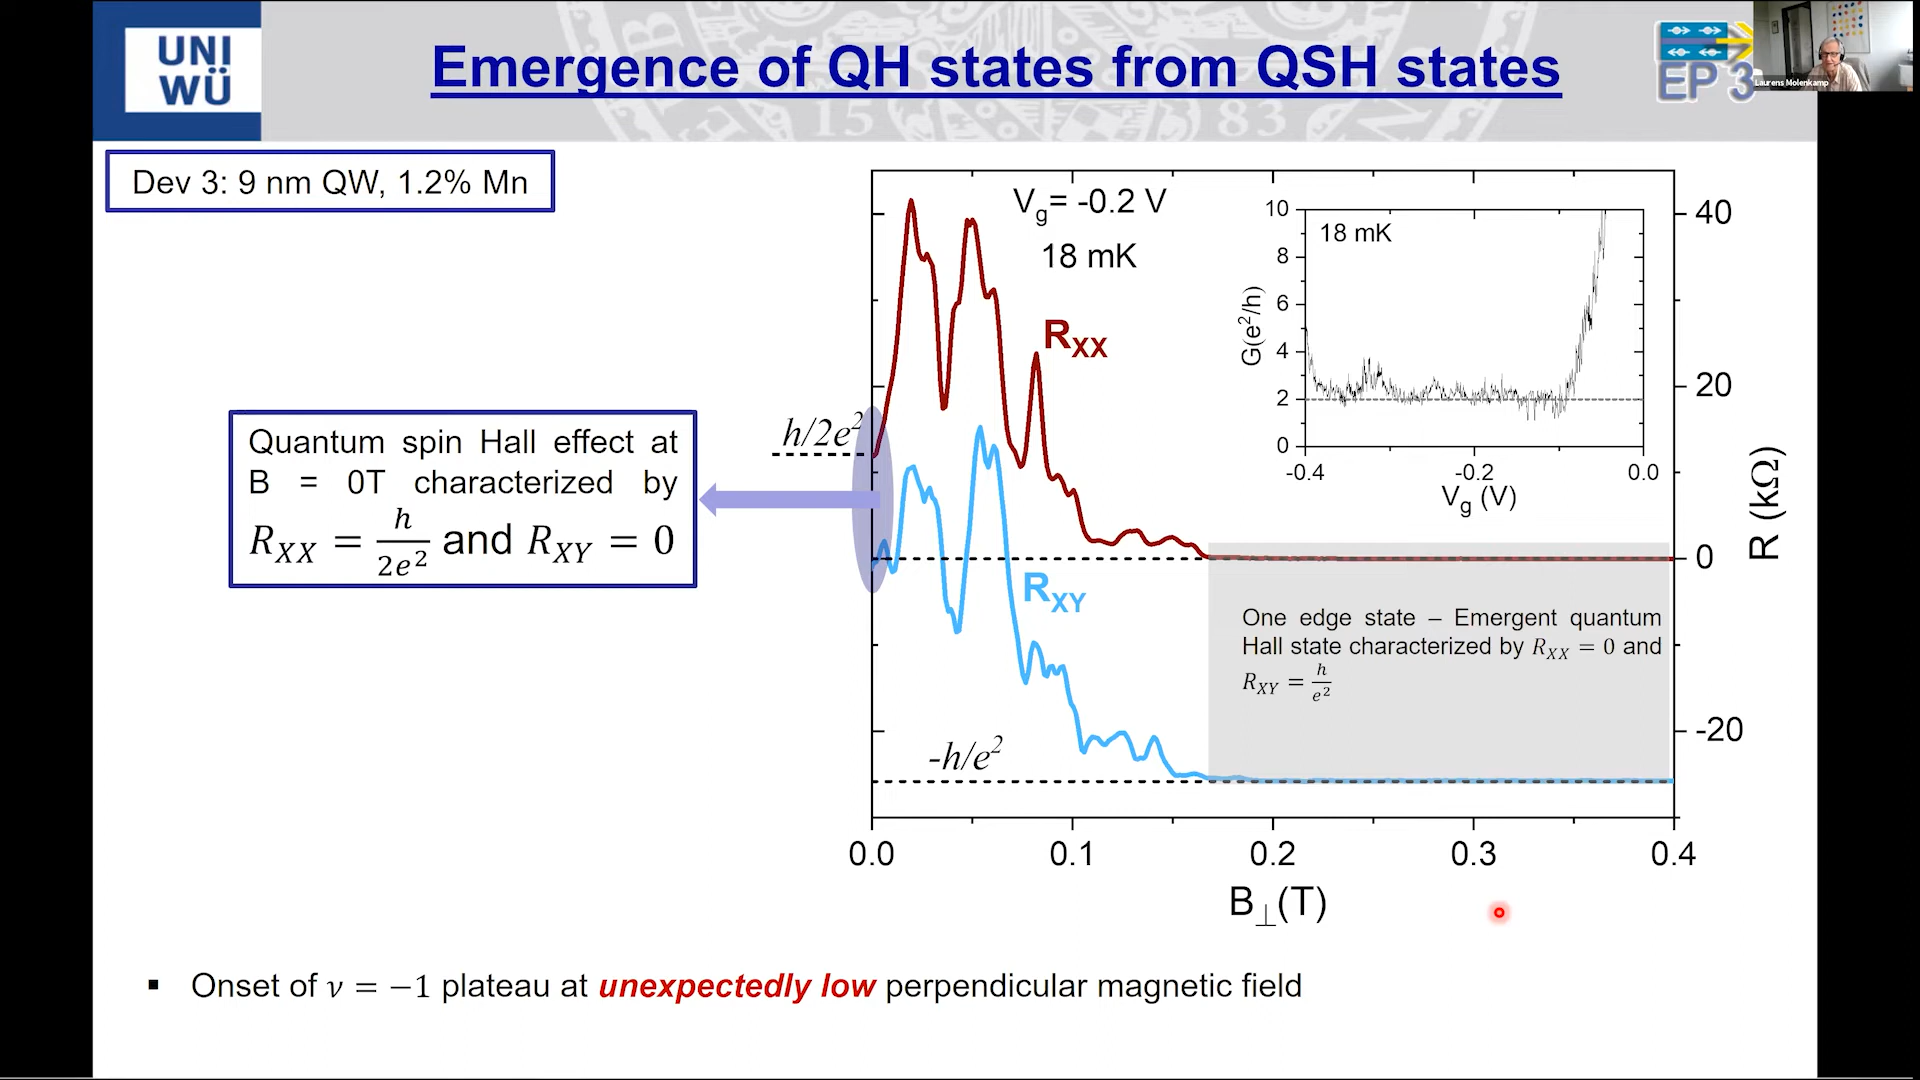 UNI
WÜ
Emergence of QH states from QSH states
EP 3
Laurens Molenkamp
15 83
Dev 3: 9 nm QW, 1.2% Mn
Quantum spin Hall effect at
B = 0T characterized by
R_XX = h/2e² and R_XY = 0
h/2e²
V_g= -0.2 V
18 mK
R_XX
R_XY
-h/e²
18 mK
G(e²/h)
10
8
6
4
2
0
-0.4 -0.2 0.0
V_g (V)
One edge state – Emergent quantum
Hall state characterized by R_XX = 0 and
R_XY = h/e²
40
20
0
-20
R (kΩ)
0.0 0.1 0.2 0.3 0.4
B⊥(T)
▪ Onset of ν = −1 plateau at unexpectedly low perpendicular magnetic field